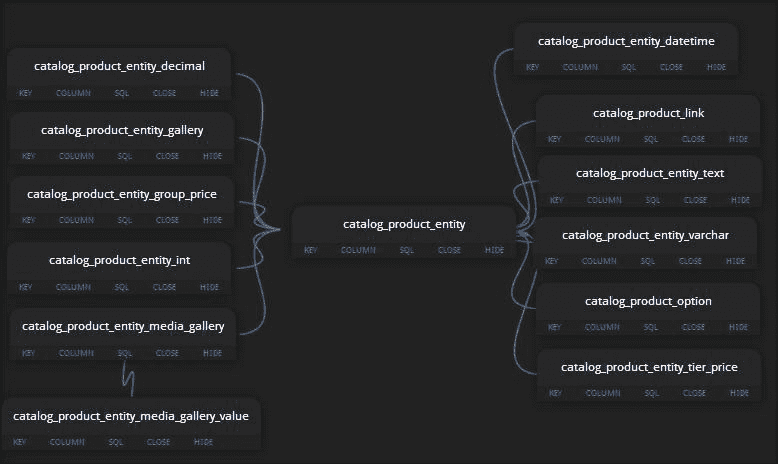 catalog_product_entity_decimal
KEY COLUMN SQL CLOSE HIDE
catalog_product_entity_gallery
KEY COLUMN SQL CLOSE HIDE
catalog_product_entity_group_price
KEY COLUMN SQL CLOSE HIDE
catalog_product_entity_int
KEY COLUMN SQL CLOSE HIDE
catalog_product_entity_media_gallery
KEY COLUMN SQL CLOSE HIDE
catalog_product_entity_media_gallery_value
KEY COLUMN SQL CLOSE HIDE
catalog_product_entity
KEY COLUMN SQL CLOSE HIDE
catalog_product_entity_datetime
KEY COLUMN SQL CLOSE HIDE
catalog_product_link
KEY COLUMN SQL CLOSE HIDE
catalog_product_entity_text
KEY COLUMN SQL CLOSE HIDE
catalog_product_entity_varchar
KEY COLUMN SQL CLOSE HIDE
catalog_product_option
KEY COLUMN SQL CLOSE HIDE
catalog_product_entity_tier_price
KEY COLUMN SQL CLOSE HIDE